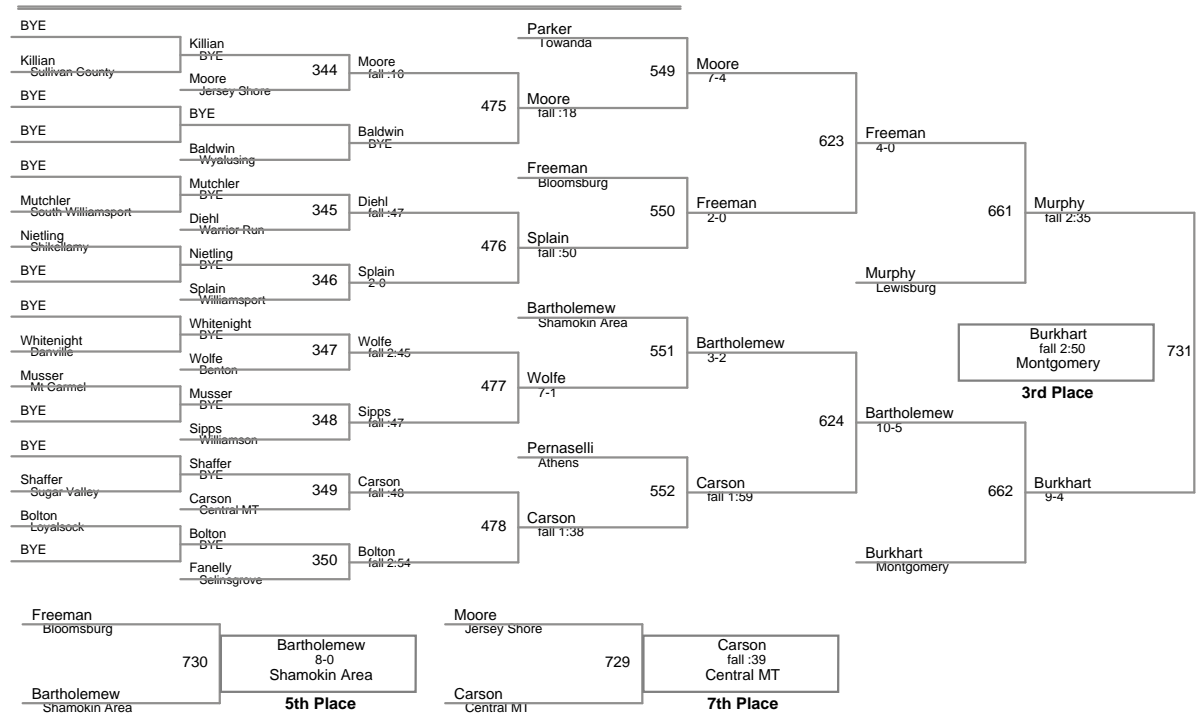 BYE
Killian
Sullivan County
BYE
BYE
BYE
Mutchler
South Williamsport
Nietling
Shikellamy
BYE
BYE
Whitenight
Danville
Musser
Mt Carmel
BYE
BYE
Shaffer
Sugar Valley
Bolton
Loyalsock
BYE
Killian
BYE
344
Moore
Jersey Shore
BYE
Baldwin
Wyalusing
Mutchler
BYE
345
Diehl
Warrior Run
Nietling
BYE
346
Splain
Williamsport
Whitenight
BYE
347
Wolfe
Benton
Musser
BYE
348
Sipps
Williamson
Shaffer
BYE
349
Carson
Central MT
Bolton
BYE
350
Fanelly
Selinsgrove
Moore
fall :10
475
Baldwin
BYE
Diehl
fall :47
476
Splain
2-0
Wolfe
fall 2:45
477
Sipps
fall :47
Carson
fall :48
478
Bolton
fall 2:54
Parker
Towanda
549
Moore
fall :18
Freeman
Bloomsburg
550
Splain
fall :50
Bartholemew
Shamokin Area
551
Wolfe
7-1
Pernaselli
Athens
552
Carson
fall 1:38
Moore
7-4
623
Freeman
2-0
Bartholemew
3-2
624
Carson
fall 1:59
Freeman
4-0
661
Murphy
Lewisburg
Bartholemew
10-5
662
Burkhart
Montgomery
Murphy
fall 2:35
731
Burkhart
9-4
Burkhart
fall 2:50
Montgomery
3rd Place
Freeman
Bloomsburg
730
Bartholemew
Shamokin Area
Bartholemew
8-0
Shamokin Area
5th Place
Moore
Jersey Shore
729
Carson
Central MT
Carson
fall :39
Central MT
7th Place